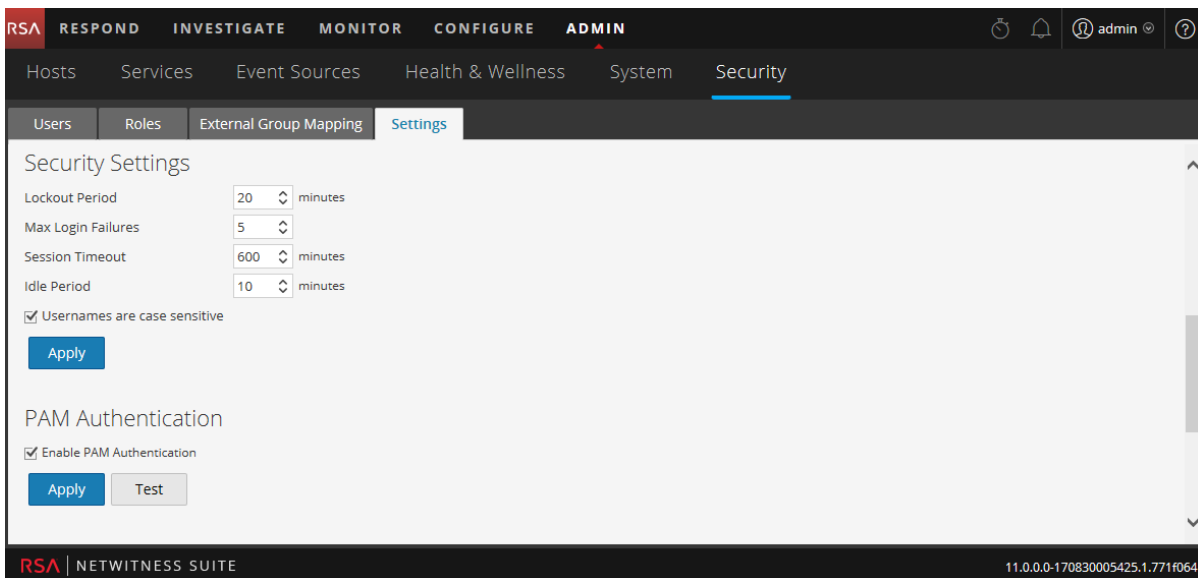 RSA RESPOND INVESTIGATE MONITOR CONFIGURE ADMIN admin ?
Hosts Services Event Sources Health & Wellness System Security
Users Roles External Group Mapping Settings
Security Settings
Lockout Period 20 minutes
Max Login Failures 5
Session Timeout 600 minutes
Idle Period 10 minutes
Usernames are case sensitive
Apply
PAM Authentication
Enable PAM Authentication
Apply Test
RSA NETWITNESS SUITE 11.0.0.0-170830005425.1.771f064